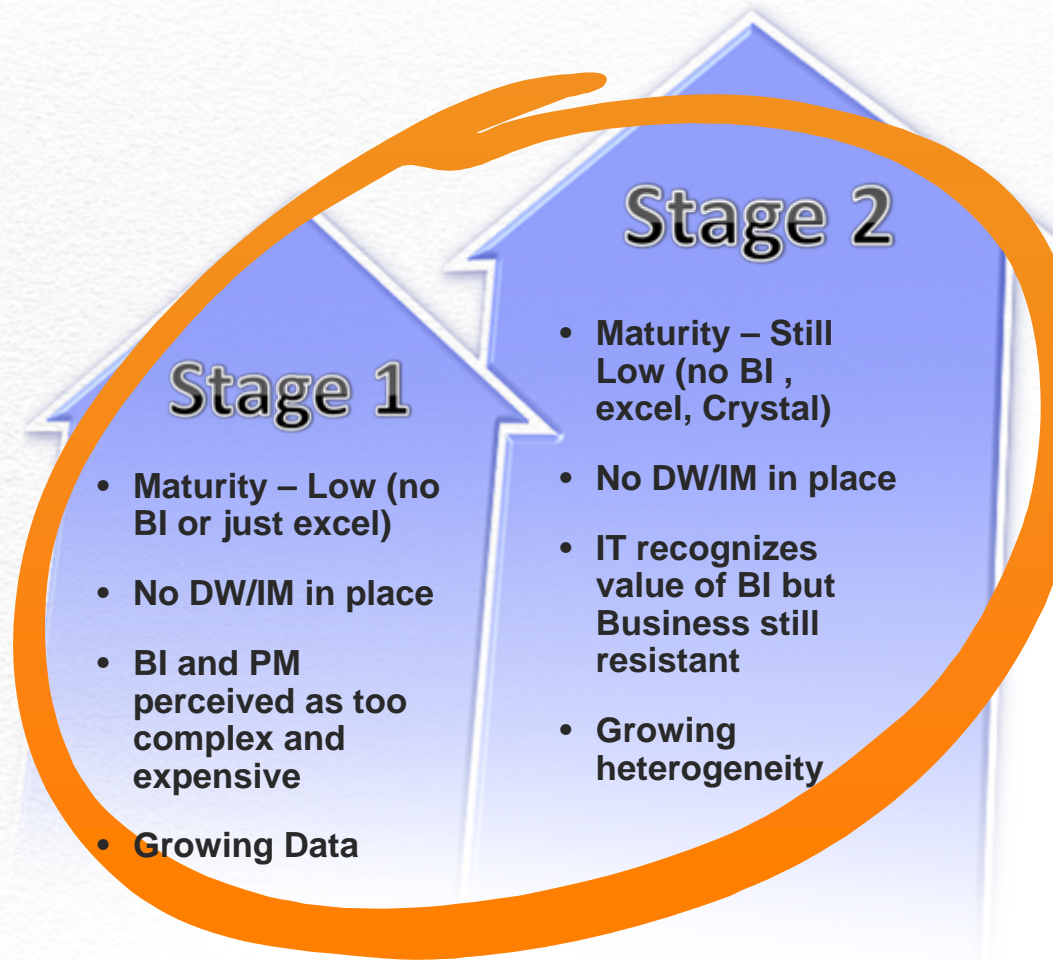 Stage 1
• Maturity – Low (no
BI or just excel)
• No DW/IM in place
• BI and PM
perceived as too
complex and
expensive
• Growing Data
Stage 2
• Maturity – Still
Low (no BI ,
excel, Crystal)
• No DW/IM in place
• IT recognizes
value of BI but
Business still
resistant
• Growing
heterogeneity